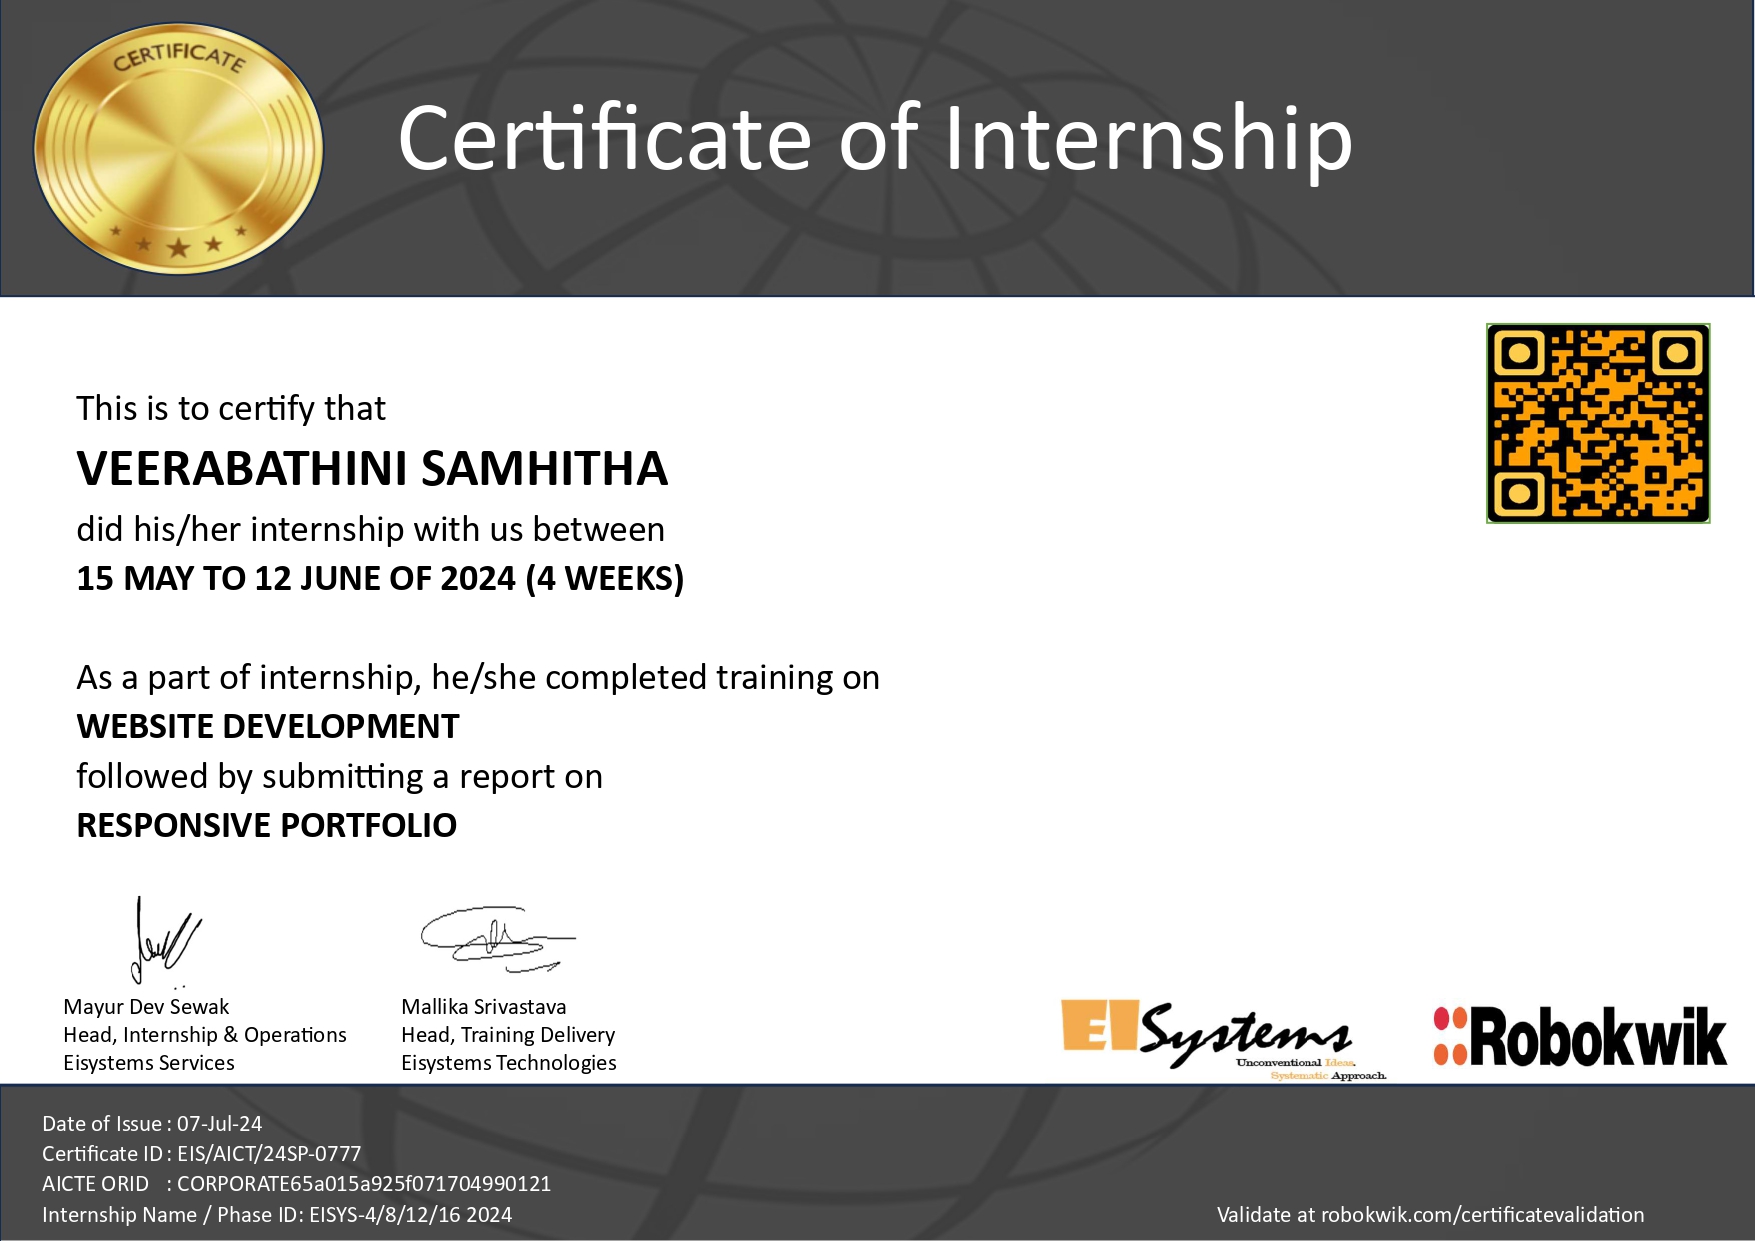 CERTIFICATE
Certificate of Internship
This is to certify that
VEERABATHINI SAMHITHA
did his/her internship with us between
15 MAY TO 12 JUNE OF 2024 (4 WEEKS)
As a part of internship, he/she completed training on
WEBSITE DEVELOPMENT
followed by submitting a report on
RESPONSIVE PORTFOLIO
Mayur Dev Sewak
Head, Internship & Operations
Eisystems Services
Mallika Srivastava
Head, Training Delivery
Eisystems Technologies
EI Systems
Unconventional Ideas.
Systematic Approach.
Robokwik
Date of Issue : 07-Jul-24
Certificate ID : EIS/AICT/24SP-0777
AICTE ORID : CORPORATE65a015a925f071704990121
Internship Name / Phase ID: EISYS-4/8/12/16 2024
Validate at robokwik.com/certificatevalidation